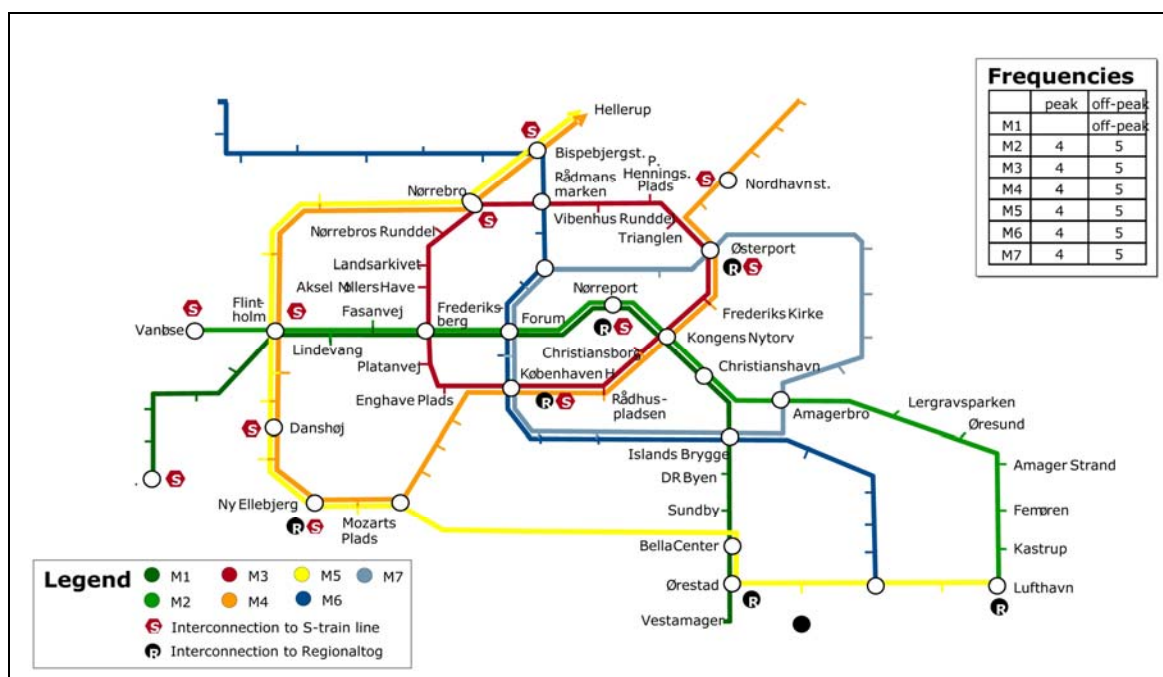 Frequencies
peak off-peak
M1 off-peak
M2 4 5
M3 4 5
M4 4 5
M5 4 5
M6 4 5
M7 4 5
Hellerup
S
Bispebjergst.
P.
Hennings.
Plads
S
Nordhavnst.
Nørrebro
S
Rådmans
marken
Vibenhus Runddel
Nørrebros Runddel
Trianglen
Østerport
R S
Landsarkivet
Aksel Møllers Have
Nørreport
R S
S
Vanløse
Flint-
holm
S
Fasanvej
Frederiks-
berg
Forum
Frederiks Kirke
Kongens Nytorv
Lindevang
Christiansborg
Christianshavn
Platanvej
København H
R S
Enghave Plads
Rådhus-
pladsen
Amagerbro
Lergravsparken
Øresund
S
Danshøj
Islands Brygge
Amager Strand
. S
DR Byen
Ny Ellebjerg
R S
Mozarts
Plads
Sundby
Femøren
BellaCenter
Kastrup
Ørestad
R
Lufthavn
R
Vestamager
Legend
M1 M3 M5 M7
M2 M4 M6
S Interconnection to S-train line
R Interconnection to Regionaltog